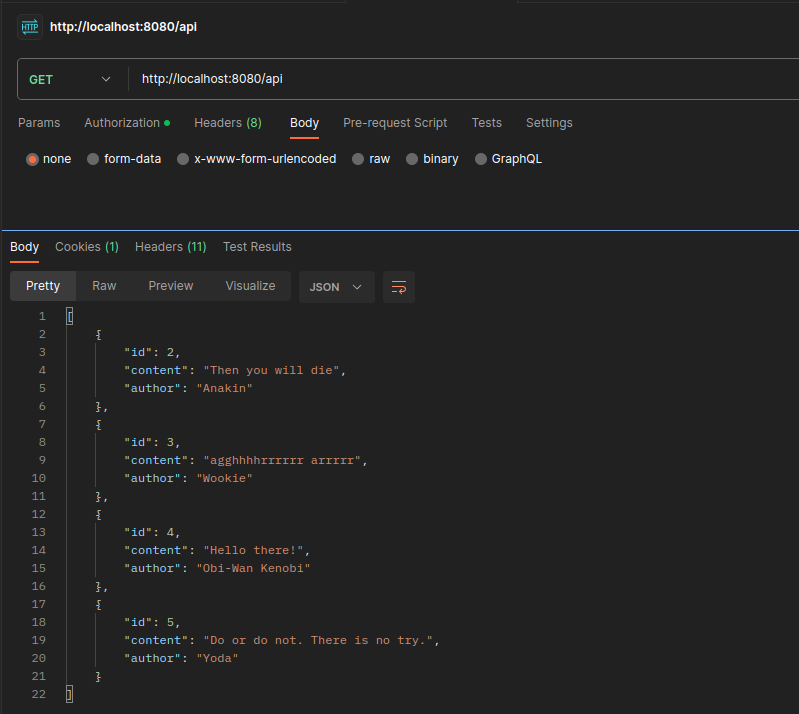 HTTP http://localhost:8080/api
GET http://localhost:8080/api
Params Authorization Headers (8) Body Pre-request Script Tests Settings
none form-data x-www-form-urlencoded raw binary GraphQL
Body Cookies (1) Headers (11) Test Results
Pretty Raw Preview Visualize JSON
1 [
2 {
3 "id": 2,
4 "content": "Then you will die",
5 "author": "Anakin"
6 },
7 {
8 "id": 3,
9 "content": "agghhhhrrrrrr arrrrr",
10 "author": "Wookie"
11 },
12 {
13 "id": 4,
14 "content": "Hello there!",
15 "author": "Obi-Wan Kenobi"
16 },
17 {
18 "id": 5,
19 "content": "Do or do not. There is no try.",
20 "author": "Yoda"
21 }
22 ]